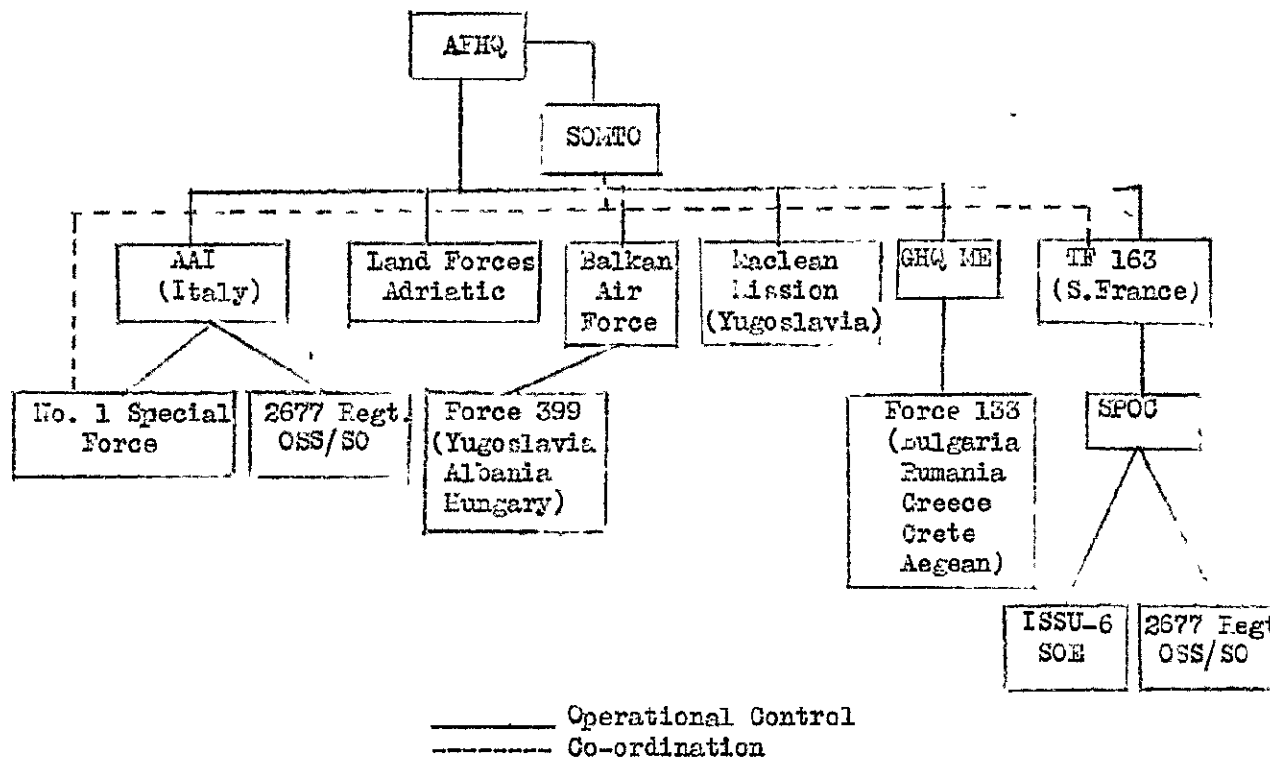 AFHQ
SOMTO
AAI
(Italy)
Land Forces
Adriatic
Balkan
Air
Force
Maclean
Mission
(Yugoslavia)
GHQ ME
TF 163
(S.France)
No. 1 Special
Force
2677 Regt.
OSS/SO
Force 399
(Yugoslavia
Albania
Hungary)
Force 133
(Bulgaria
Rumania
Greece
Crete
Aegean)
SPOC
ISSU-6
SOE
2677 Regt
OSS/SO
Operational Control
Co-ordination